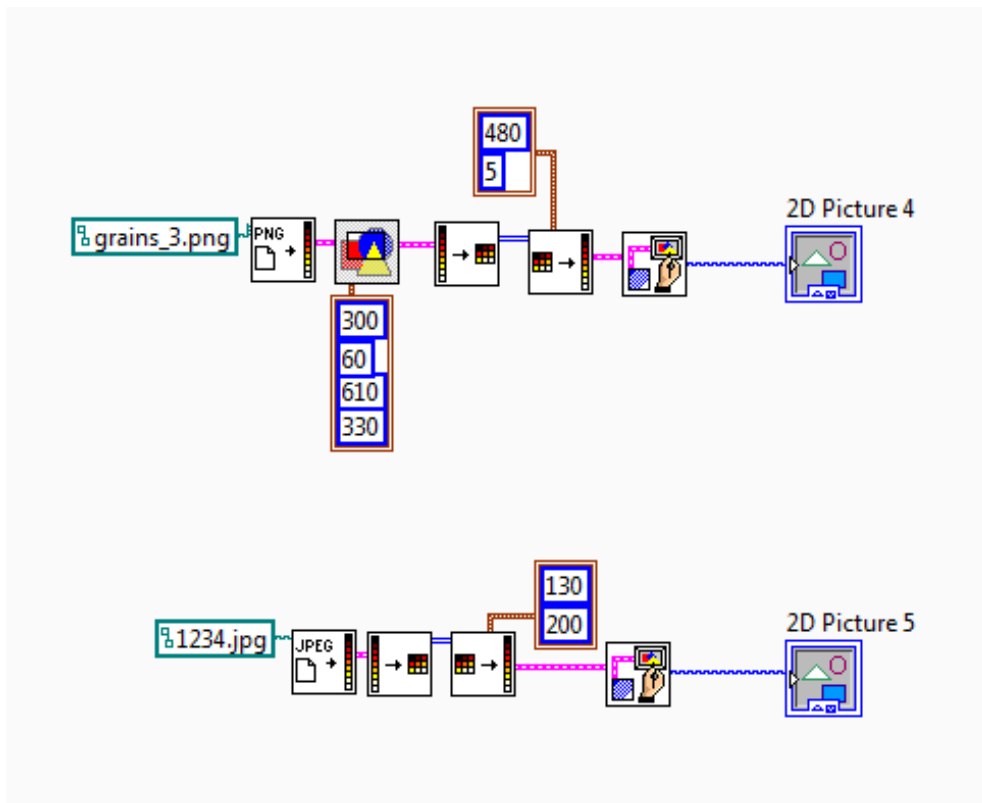 480
5
2D Picture 4
grains_3.png
PNG
300
60
610
330
130
200
2D Picture 5
1234.jpg
JPEG